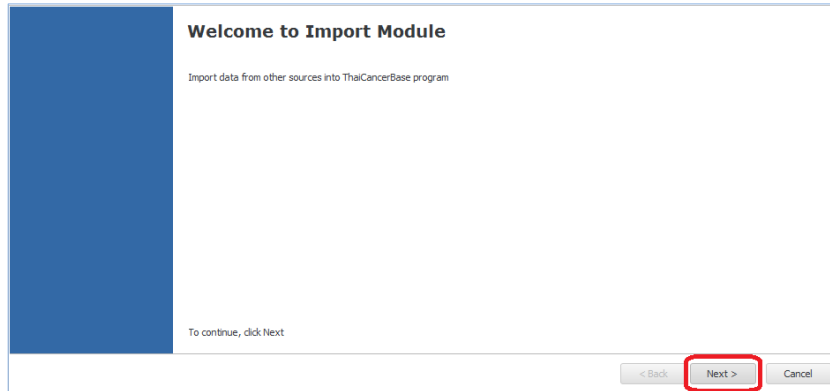 Welcome to Import Module
Import data from other sources into ThaiCancerBase program
To continue, click Next
< Back
Next >
Cancel